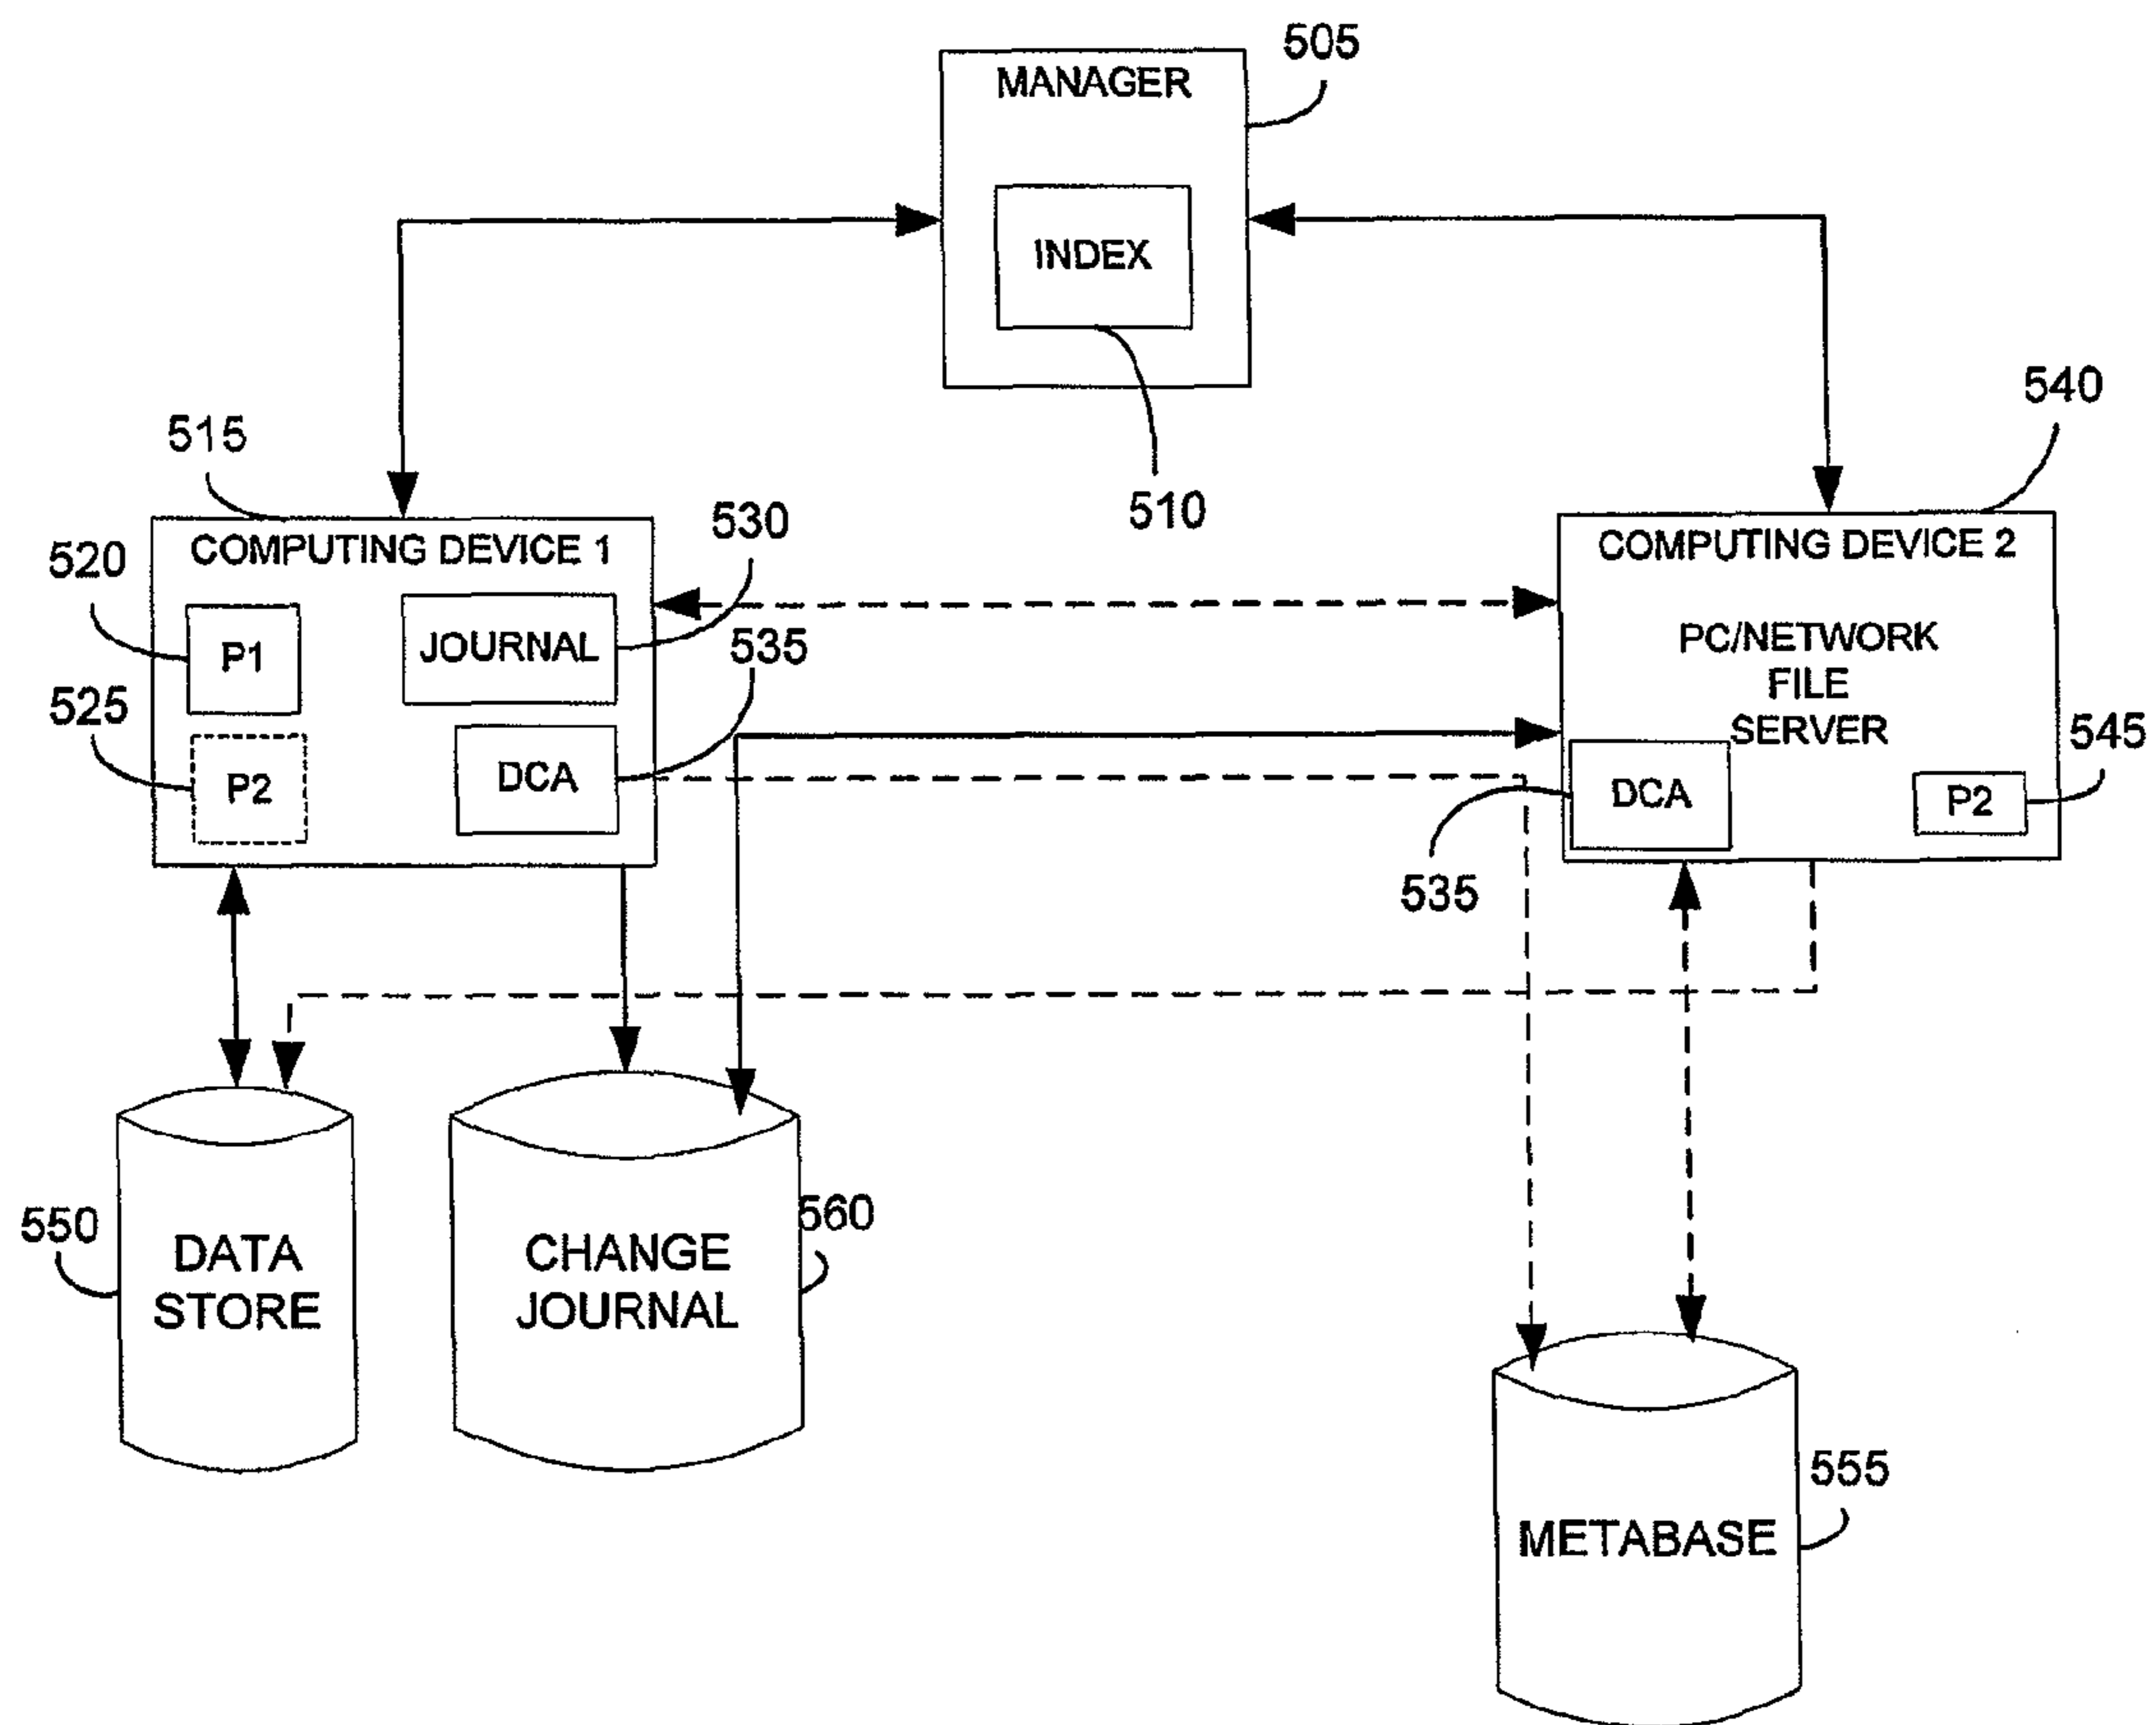 505
MANAGER
INDEX
510
540
515
530
COMPUTING DEVICE 1
COMPUTING DEVICE 2
520
P1
JOURNAL
535
PC/NETWORK
FILE
SERVER
525
P2
DCA
DCA
P2
545
535
550
DATA
STORE
CHANGE
JOURNAL
560
METABASE
555